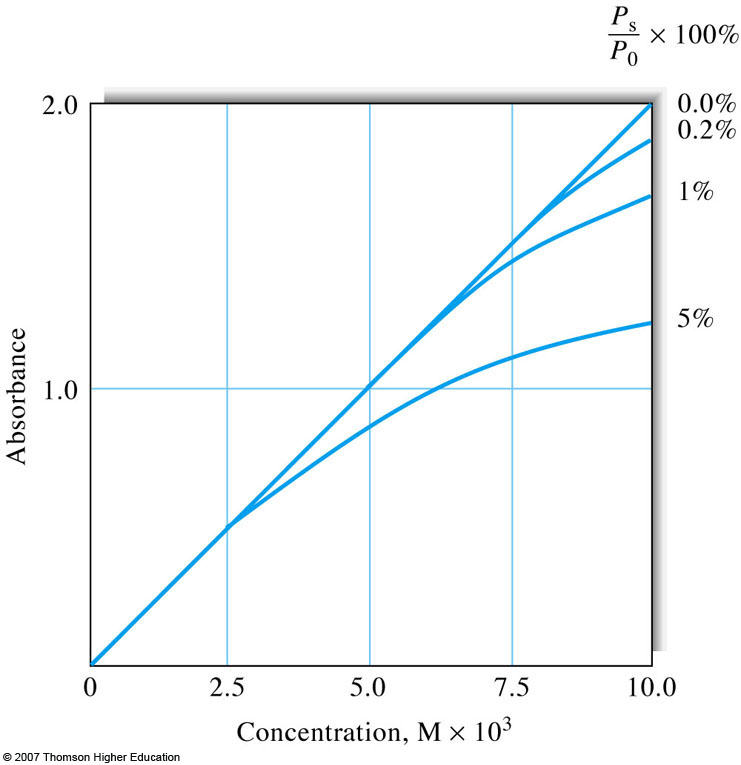 Pₛ
P₀ × 100%
2.0
0.0%
0.2%
1%
5%
1.0
Absorbance
0 2.5 5.0 7.5 10.0
Concentration, M × 10³
© 2007 Thomson Higher Education